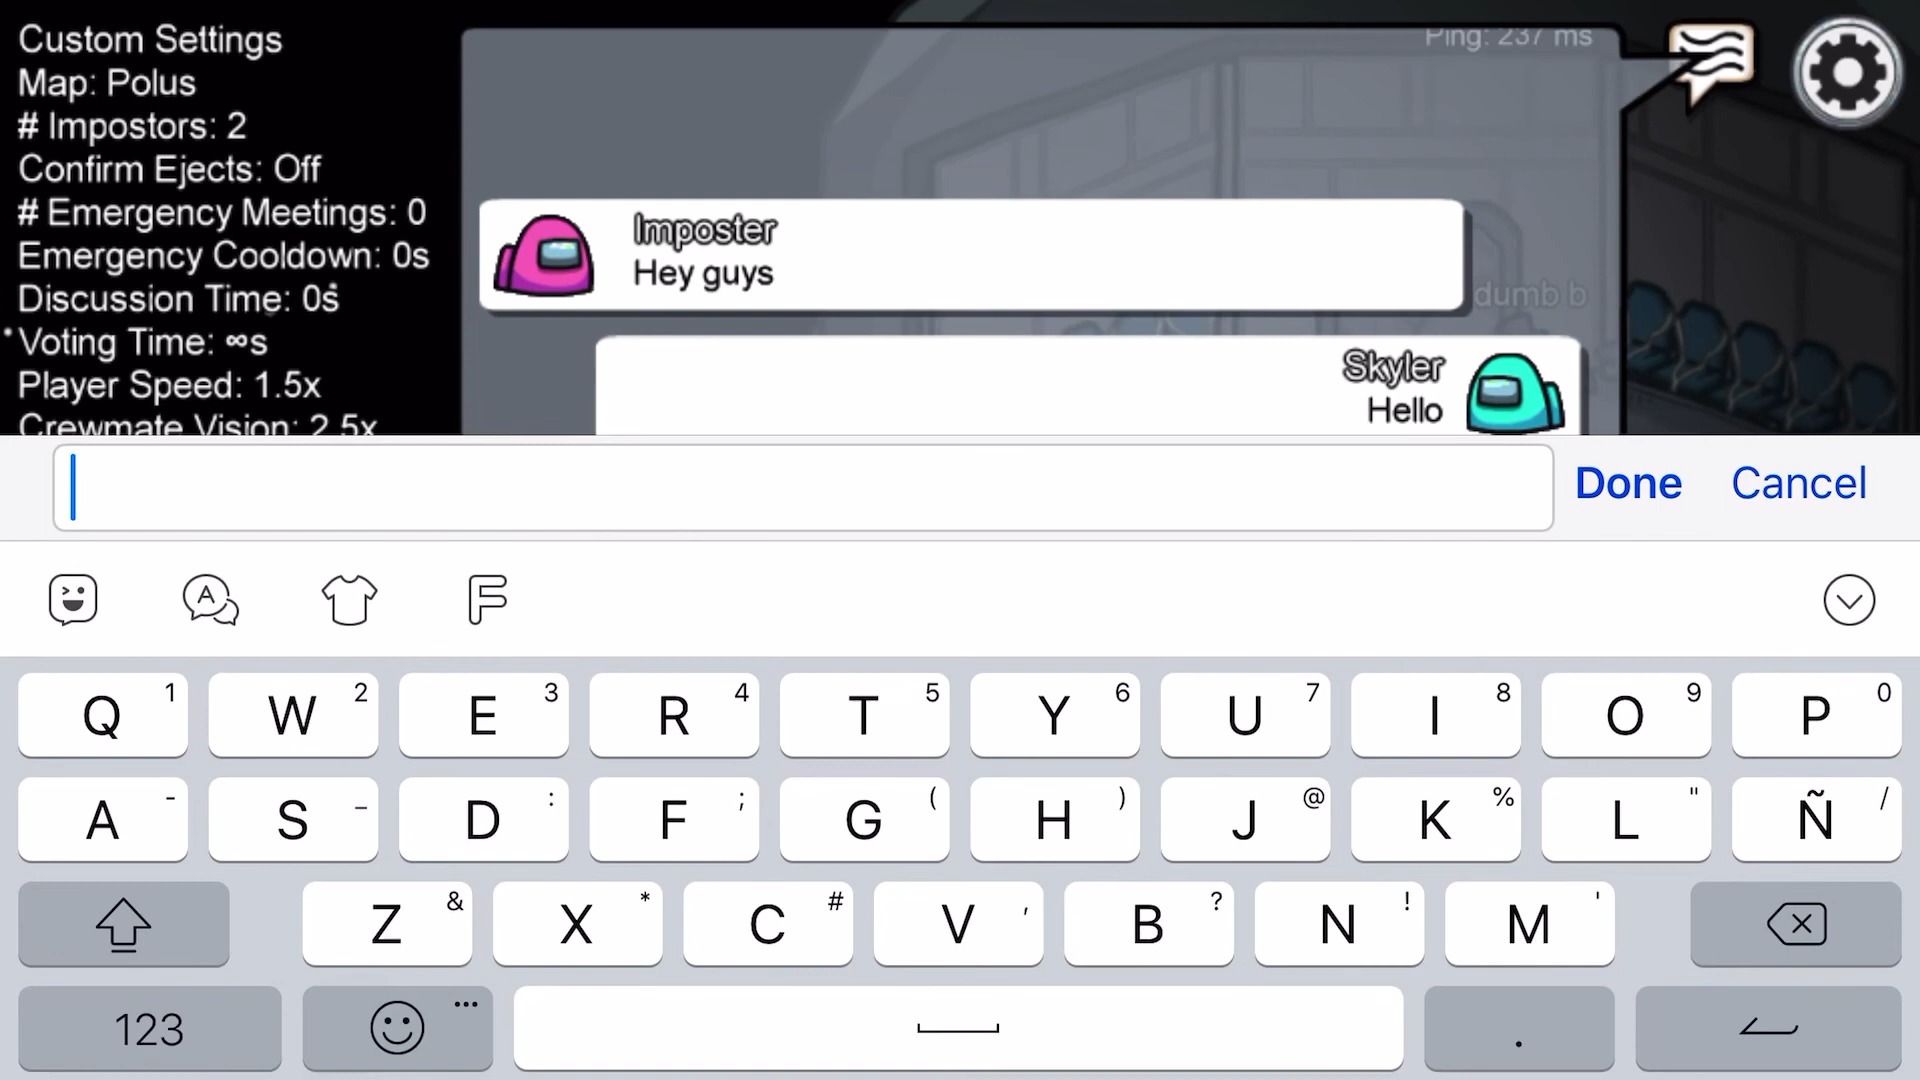 Custom Settings
Map: Polus
# Impostors: 2
Confirm Ejects: Off
# Emergency Meetings: 0
Emergency Cooldown: 0s
Discussion Time: 0s
Voting Time: ∞s
Player Speed: 1.5x
Crewmate Vision: 2.5x
Ping: 237 ms
Imposter
Hey guys
dumb b
Skyler
Hello
Done Cancel
A F
Q 1 W 2 E 3 R 4 T 5 Y 6 U 7 I 8 O 9 P 0
A - S _ D : F ; G ( H ) J @ K % L " Ñ /
Z & X * C # V , B ? N ! M '
123 ... .